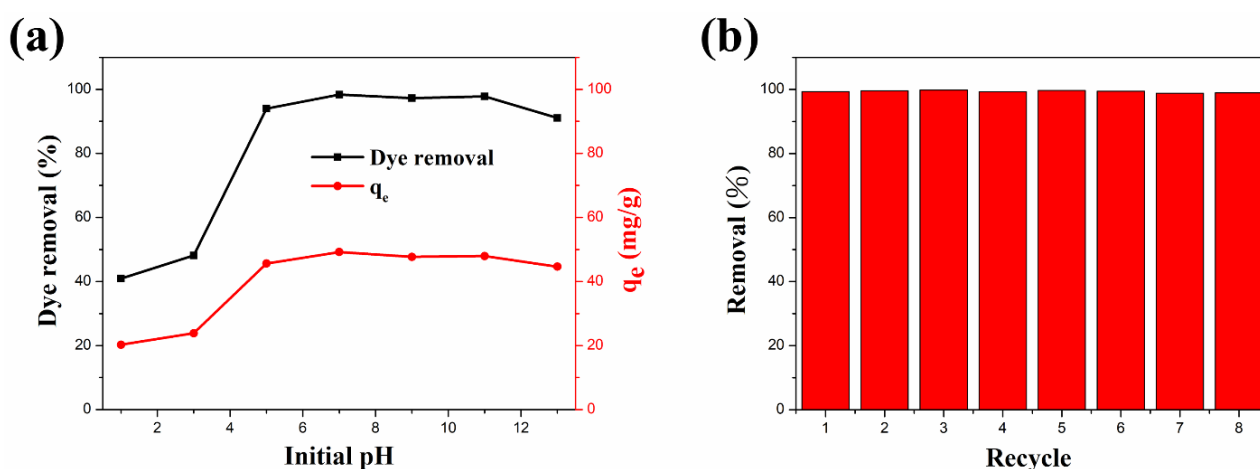 (a)
Dye removal (%)
100
80
60
40
20
0
Dye removal
qe
100
80
60
40
20
0
qe (mg/g)
2 4 6 8 10 12
Initial pH
(b)
Removal (%)
100
80
60
40
20
0
1 2 3 4 5 6 7 8
Recycle